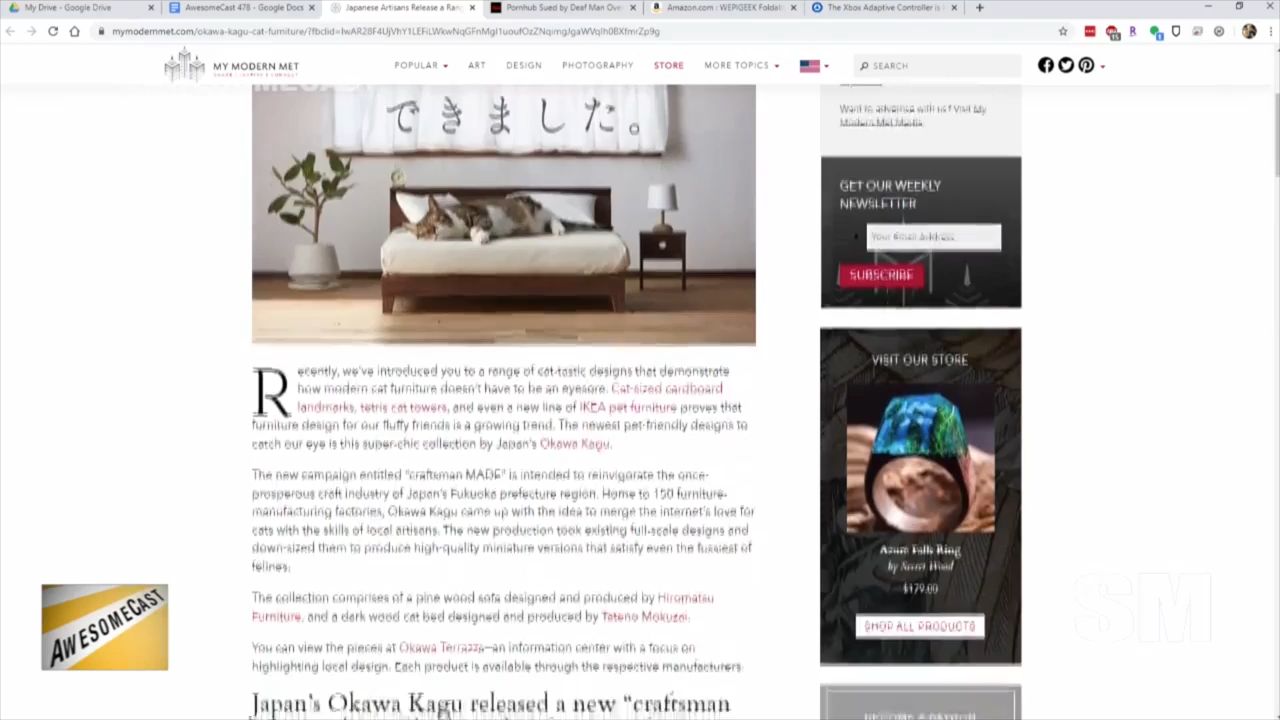 My Drive - Google Drive
AwesomeCast 478 - Google Docs
Japanese Artisans Release a Ran
Pornhub Sued by Deaf Man Over
Amazon.com : WEPIGEEK Foldab
The Xbox Adaptive Controller is
MY MODERN MET
POPULAR
ART
DESIGN
PHOTOGRAPHY
STORE
MORE TOPICS
SEARCH
できました。
Want to advertise with us? Visit My
Modern Met Media.
GET OUR WEEKLY
NEWSLETTER
Your Email Address
SUBSCRIBE
Recently, we've introduced you to a range of cat-tastic designs that demonstrate
how modern cat furniture doesn't have to be an eyesore. Cat-sized cardboard
landmarks, tetris cat towers, and even a new line of IKEA pet furniture proves that
furniture design for our fluffy friends is a growing trend. The newest pet-friendly designs to
catch our eye is this super-chic collection by Japan's Okawa Kagu.
The new campaign entitled "craftsman MADE" is intended to reinvigorate the once-
prosperous craft industry of Japan's Fukuoka prefecture region. Home to 150 furniture-
manufacturing factories, Okawa Kagu came up with the idea to merge the internet's love for
cats with the skills of local artisans. The new production took existing full-scale designs and
down-sized them to produce high-quality miniature versions that satisfy even the fussiest of
felines.
The collection comprises of a pine wood sofa designed and produced by Hiromatsu
Furniture, and a dark wood cat bed designed and produced by Tateno Mokuzai.
You can view the pieces at Okawa Terrazza—an information center with a focus on
highlighting local design. Each product is available through the respective manufacturers.
Japan's Okawa Kagu released a new "craftsman
VISIT OUR STORE
Azure Falls Ring
by Secret Wood
$179.00
SHOP ALL PRODUCTS
AWESOMECAST
SM